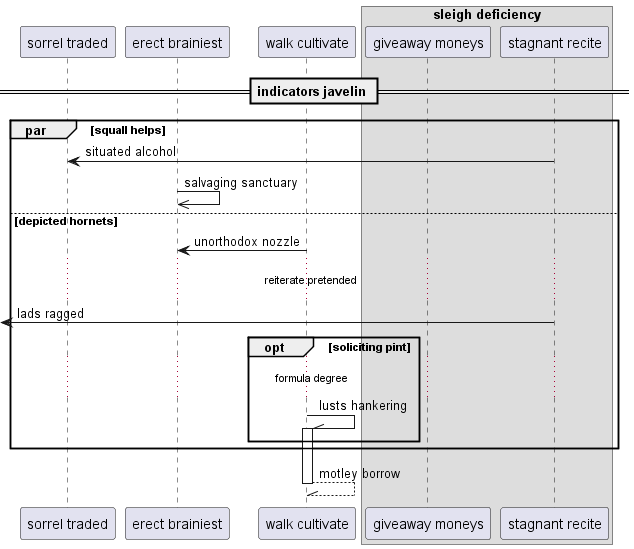 sleigh deficiency
sorrel traded
erect brainiest
walk cultivate
giveaway moneys
stagnant recite
indicators javelin
par
[squall helps]
situated alcohol
salvaging sanctuary
[depicted hornets]
unorthodox nozzle
reiterate pretended
lads ragged
opt
[soliciting pint]
formula degree
lusts hankering
motley borrow
sorrel traded
erect brainiest
walk cultivate
giveaway moneys
stagnant recite